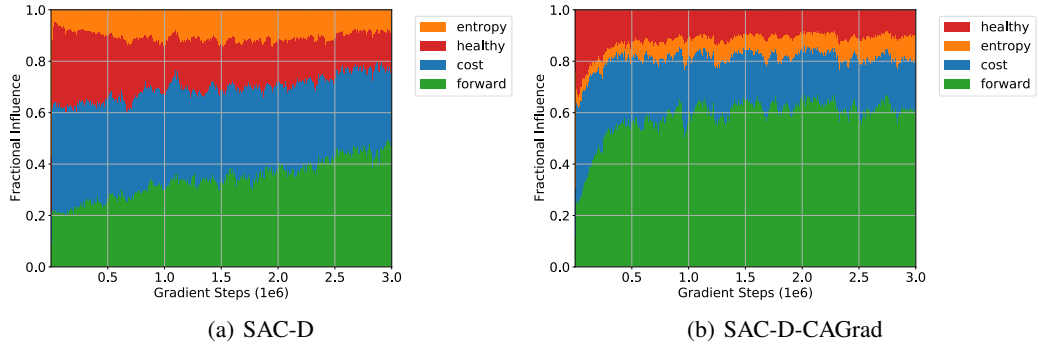 1.0
0.8
0.6
0.4
0.2
0.0
Fractional Influence
0.5 1.0 1.5 2.0 2.5 3.0
Gradient Steps (1e6)
entropy
healthy
cost
forward
(a) SAC-D
1.0
0.8
0.6
0.4
0.2
0.0
Fractional Influence
0.5 1.0 1.5 2.0 2.5 3.0
Gradient Steps (1e6)
healthy
entropy
cost
forward
(b) SAC-D-CAGrad